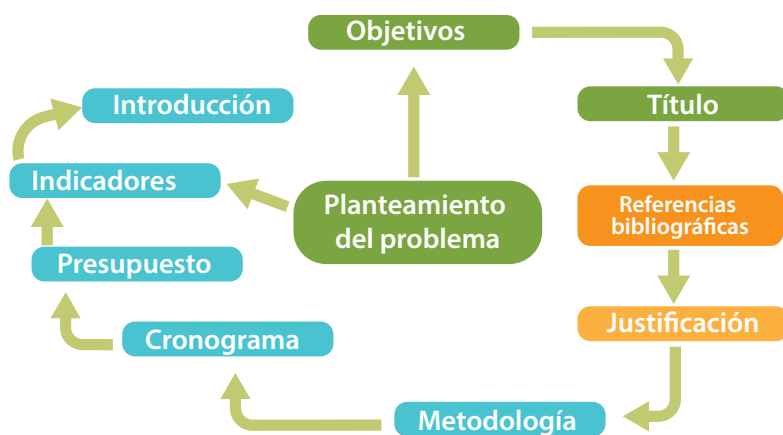 Objetivos
Introducción
Título
Indicadores
Planteamiento
del problema
Referencias
bibliográficas
Presupuesto
Justificación
Cronograma
Metodología